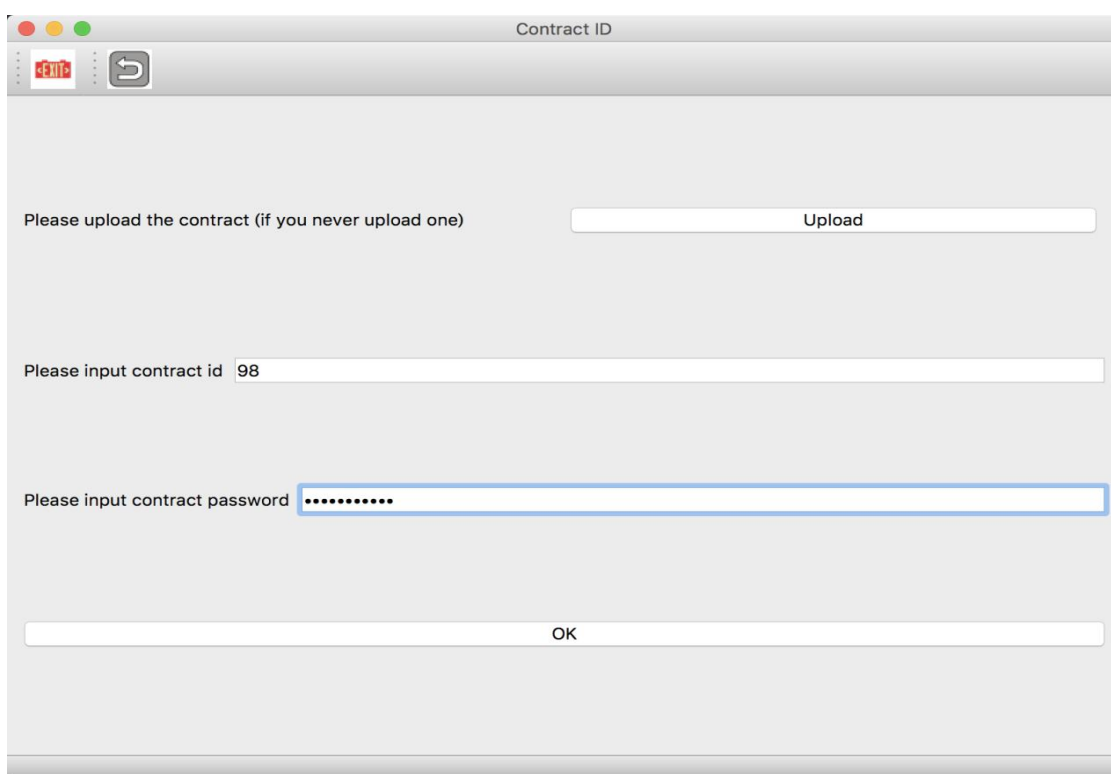 Contract ID
<EXIT>
Please upload the contract (if you never upload one) Upload
Please input contract id 98
Please input contract password •••••••••••
OK